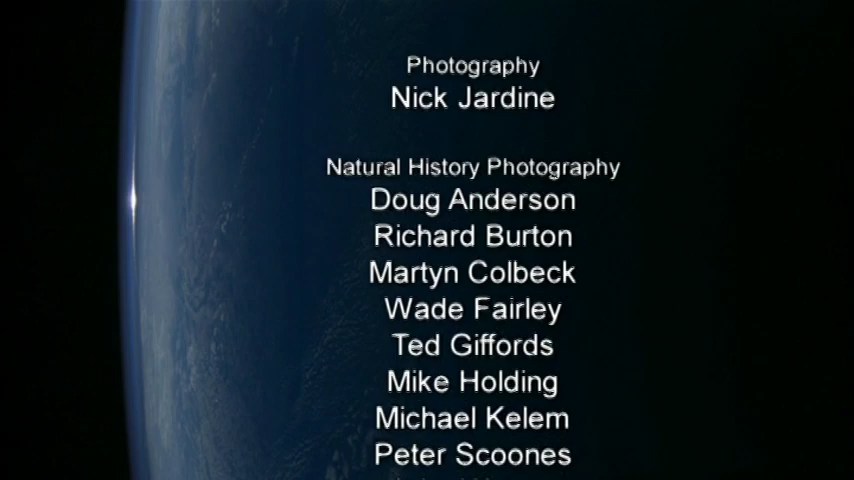 Photography
Nick Jardine
Natural History Photography
Doug Anderson
Richard Burton
Martyn Colbeck
Wade Fairley
Ted Giffords
Mike Holding
Michael Kelem
Peter Scoones